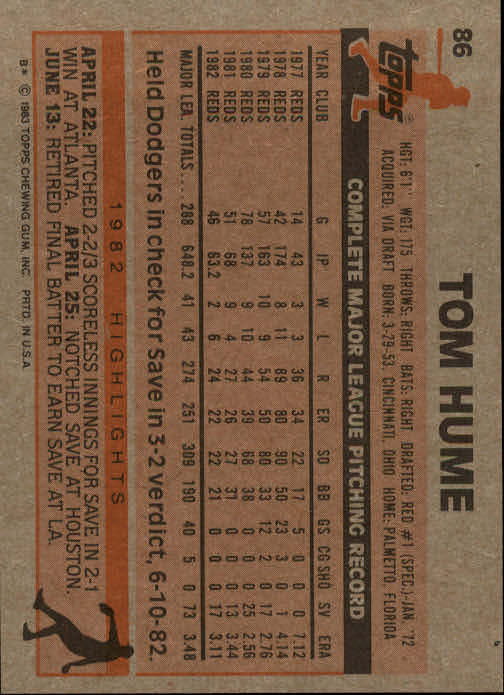 86
Topps®
TOM HUME
HGT: 6'1" WGT: 175 THROWS: RIGHT BATS: RIGHT DRAFTED: RED #1 (SPEC.)-JAN. '72
ACQUIRED: VIA DRAFT BORN: 3-29-53, CINCINNATI, OHIO HOME: PALMETTO, FLORIDA
COMPLETE MAJOR LEAGUE PITCHING RECORD
YEAR CLUB G IP W L R ER SO BB GS CG SHO SV ERA
1977 REDS 14 43 3 3 36 34 22 17 5 0 0 0 7.12
1978 REDS 42 174 8 11 89 80 90 50 23 3 0 1 4.14
1979 REDS 57 163 10 9 54 50 80 33 12 2 0 17 2.76
1980 REDS 78 137 9 10 44 39 68 38 0 0 0 25 2.56
1981 REDS 51 68 9 4 27 26 27 31 0 0 0 13 3.44
1982 REDS 46 63.2 2 6 24 22 22 21 0 0 0 17 3.11
MAJOR LEA. TOTALS... 288 648.2 41 43 274 251 309 190 40 5 0 73 3.48
Held Dodgers in check for Save in 3-2 verdict, 6-10-82.
1982 HIGHLIGHTS
APRIL 22: PITCHED 2-2/3 SCORELESS INNINGS FOR SAVE IN 2-1
WIN AT ATLANTA. APRIL 25: NOTCHED SAVE AT HOUSTON.
JUNE 13: RETIRED FINAL BATTER TO EARN SAVE AT LA.
B* © 1983 TOPPS CHEWING GUM, INC. PRTD. IN U.S.A.